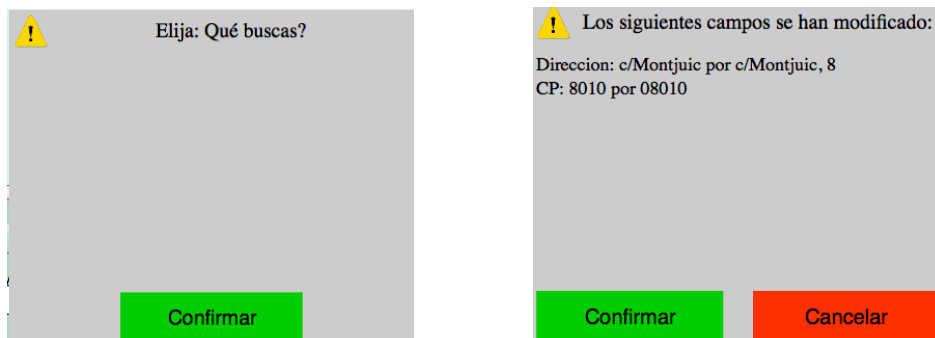 Elija: Qué buscas?
Confirmar
Los siguientes campos se han modificado:
Direccion: c/Montjuic por c/Montjuic, 8
CP: 8010 por 08010
Confirmar
Cancelar